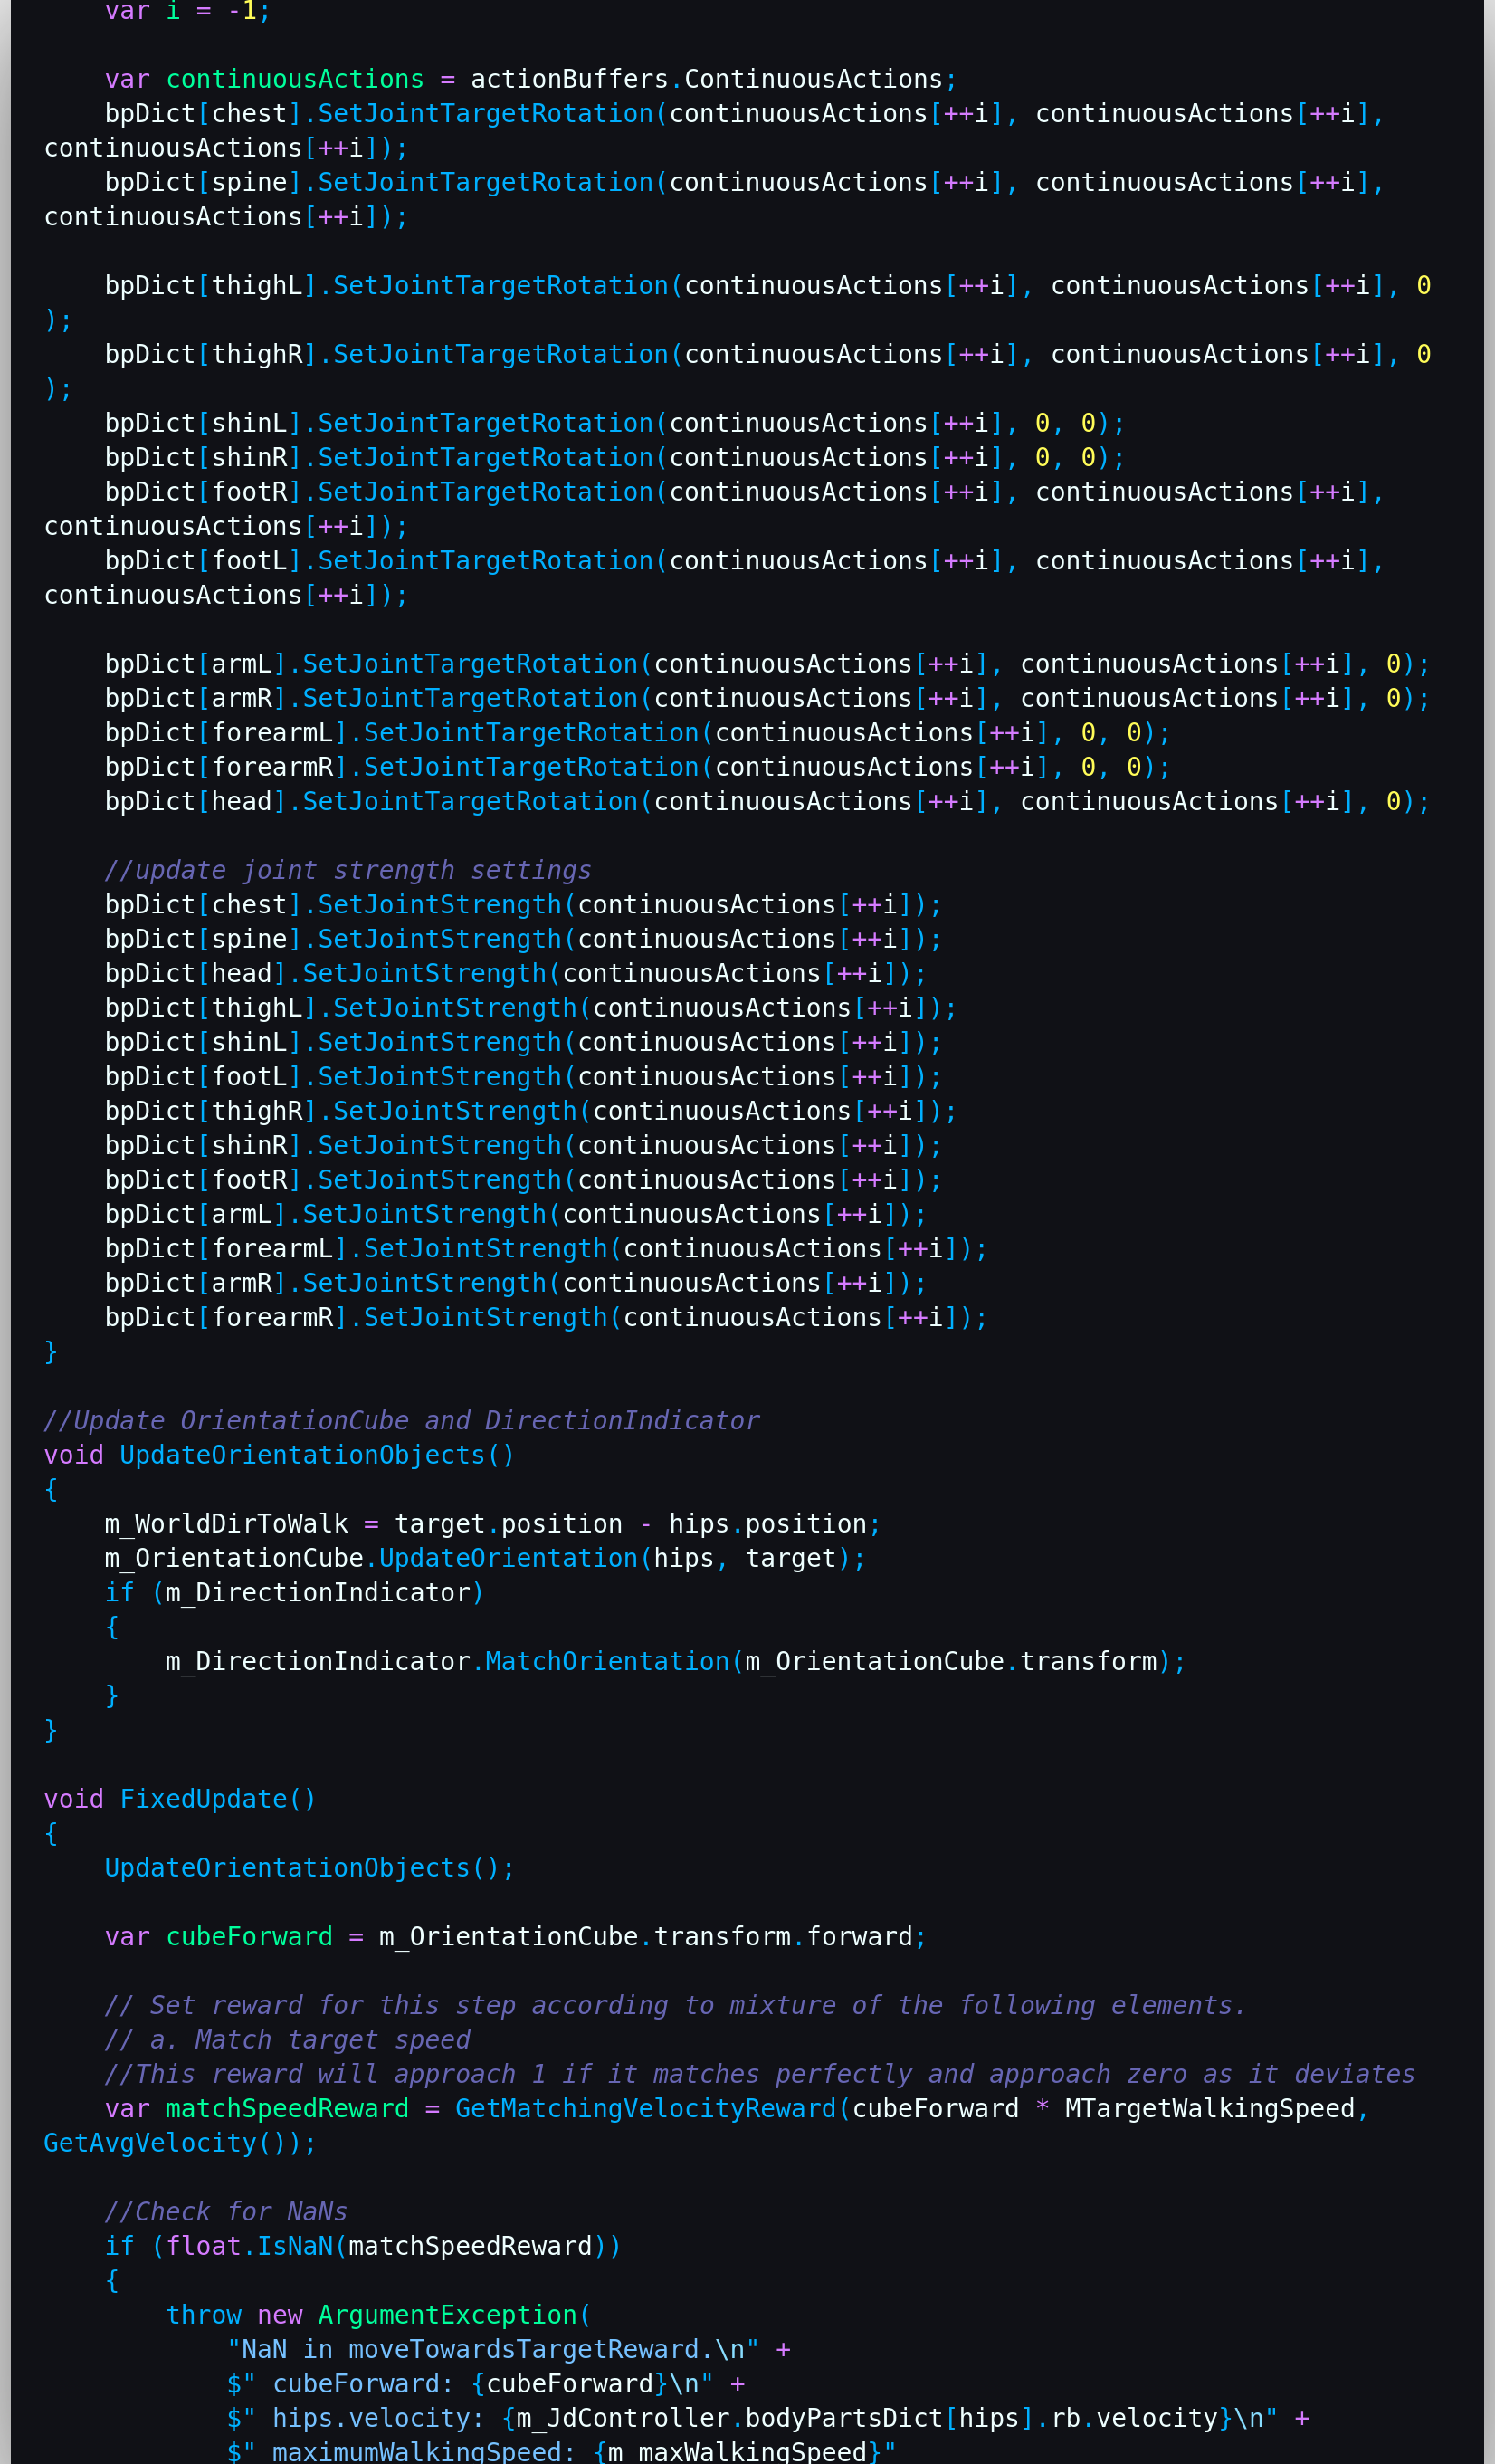 var i = -1;

    var continuousActions = actionBuffers.ContinuousActions;
    bpDict[chest].SetJointTargetRotation(continuousActions[++i], continuousActions[++i],
continuousActions[++i]);
    bpDict[spine].SetJointTargetRotation(continuousActions[++i], continuousActions[++i],
continuousActions[++i]);

    bpDict[thighL].SetJointTargetRotation(continuousActions[++i], continuousActions[++i], 0
);
    bpDict[thighR].SetJointTargetRotation(continuousActions[++i], continuousActions[++i], 0
);
    bpDict[shinL].SetJointTargetRotation(continuousActions[++i], 0, 0);
    bpDict[shinR].SetJointTargetRotation(continuousActions[++i], 0, 0);
    bpDict[footR].SetJointTargetRotation(continuousActions[++i], continuousActions[++i],
continuousActions[++i]);
    bpDict[footL].SetJointTargetRotation(continuousActions[++i], continuousActions[++i],
continuousActions[++i]);

    bpDict[armL].SetJointTargetRotation(continuousActions[++i], continuousActions[++i], 0);
    bpDict[armR].SetJointTargetRotation(continuousActions[++i], continuousActions[++i], 0);
    bpDict[forearmL].SetJointTargetRotation(continuousActions[++i], 0, 0);
    bpDict[forearmR].SetJointTargetRotation(continuousActions[++i], 0, 0);
    bpDict[head].SetJointTargetRotation(continuousActions[++i], continuousActions[++i], 0);

    //update joint strength settings
    bpDict[chest].SetJointStrength(continuousActions[++i]);
    bpDict[spine].SetJointStrength(continuousActions[++i]);
    bpDict[head].SetJointStrength(continuousActions[++i]);
    bpDict[thighL].SetJointStrength(continuousActions[++i]);
    bpDict[shinL].SetJointStrength(continuousActions[++i]);
    bpDict[footL].SetJointStrength(continuousActions[++i]);
    bpDict[thighR].SetJointStrength(continuousActions[++i]);
    bpDict[shinR].SetJointStrength(continuousActions[++i]);
    bpDict[footR].SetJointStrength(continuousActions[++i]);
    bpDict[armL].SetJointStrength(continuousActions[++i]);
    bpDict[forearmL].SetJointStrength(continuousActions[++i]);
    bpDict[armR].SetJointStrength(continuousActions[++i]);
    bpDict[forearmR].SetJointStrength(continuousActions[++i]);
}

//Update OrientationCube and DirectionIndicator
void UpdateOrientationObjects()
{
    m_WorldDirToWalk = target.position - hips.position;
    m_OrientationCube.UpdateOrientation(hips, target);
    if (m_DirectionIndicator)
    {
        m_DirectionIndicator.MatchOrientation(m_OrientationCube.transform);
    }
}

void FixedUpdate()
{
    UpdateOrientationObjects();

    var cubeForward = m_OrientationCube.transform.forward;

    // Set reward for this step according to mixture of the following elements.
    // a. Match target speed
    //This reward will approach 1 if it matches perfectly and approach zero as it deviates
    var matchSpeedReward = GetMatchingVelocityReward(cubeForward * MTargetWalkingSpeed,
GetAvgVelocity());

    //Check for NaNs
    if (float.IsNaN(matchSpeedReward))
    {
        throw new ArgumentException(
            "NaN in moveTowardsTargetReward.\n" +
            $" cubeForward: {cubeForward}\n" +
            $" hips.velocity: {m_JdController.bodyPartsDict[hips].rb.velocity}\n" +
            $" maximumWalkingSpeed: {m_maxWalkingSpeed}"